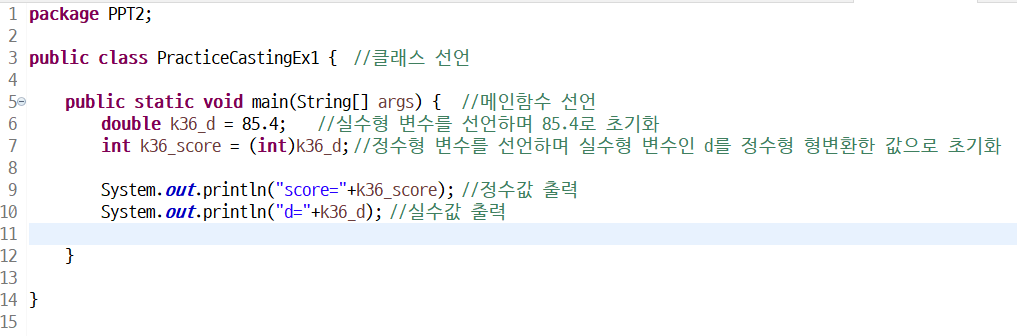 1 package PPT2;
2
3 public class PracticeCastingEx1 { //클래스 선언
4
5 public static void main(String[] args) { //메인함수 선언
6 double k36_d = 85.4; //실수형 변수를 선언하며 85.4로 초기화
7 int k36_score = (int)k36_d; //정수형 변수를 선언하며 실수형 변수인 d를 정수형 형변환한 값으로 초기화
8
9 System.out.println("score="+k36_score); //정수값 출력
10 System.out.println("d="+k36_d); //실수값 출력
11
12 }
13
14 }
15